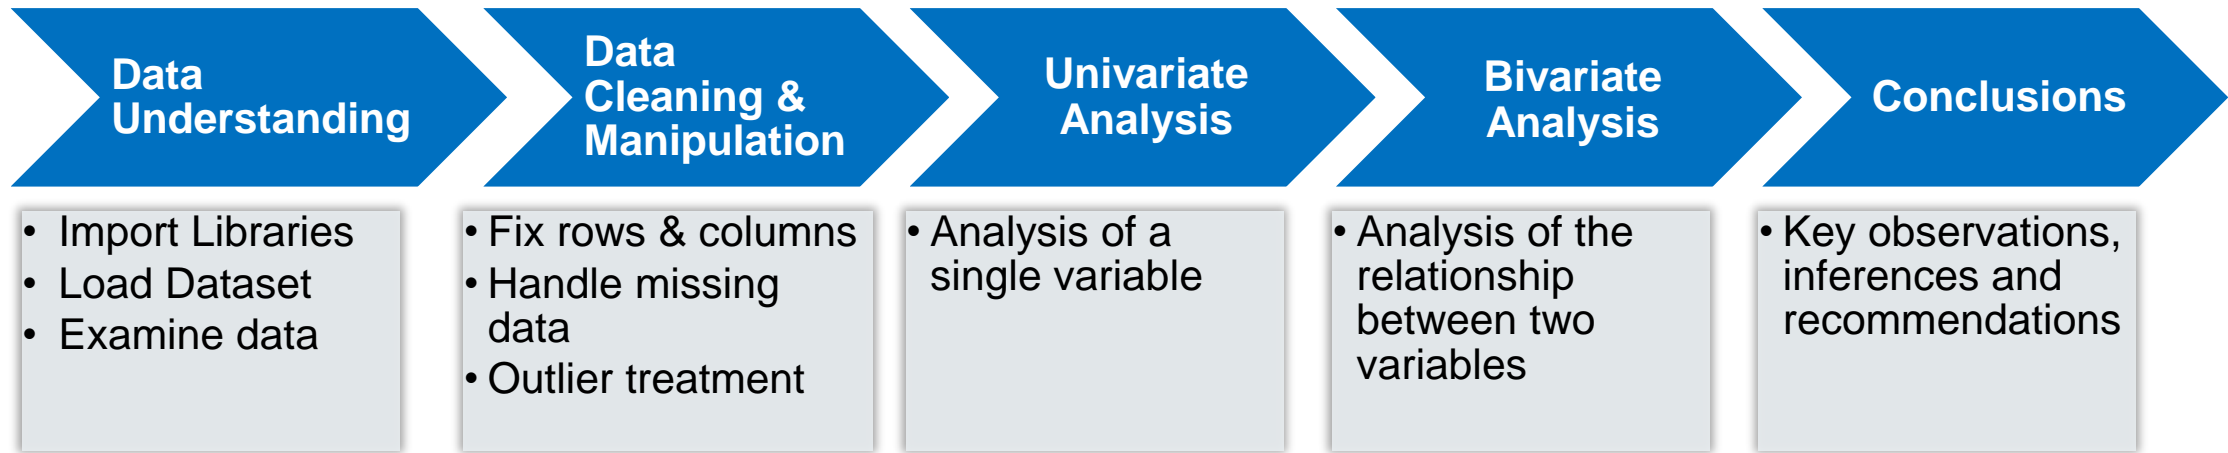 Data
Understanding
Data
Cleaning &
Manipulation
Univariate
Analysis
Bivariate
Analysis
Conclusions
• Import Libraries
• Load Dataset
• Examine data
• Fix rows & columns
• Handle missing
data
• Outlier treatment
• Analysis of a
single variable
• Analysis of the
relationship
between two
variables
• Key observations,
inferences and
recommendations